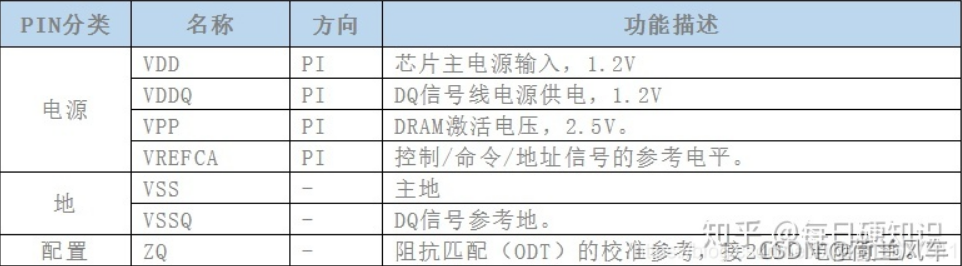 PIN分类 名称 方向 功能描述
电源 VDD PI 芯片主电源输入，1.2V
VDDQ PI DQ信号线电源供电，1.2V
VPP PI DRAM激活电压，2.5V。
VREFCA PI 控制/命令/地址信号的参考电平。
地 VSS - 主地
VSSQ - DQ信号参考地。
配置 ZQ - 阻抗匹配（ODT）的校准参考，接240Ω电阻
知乎 @每日硬知识